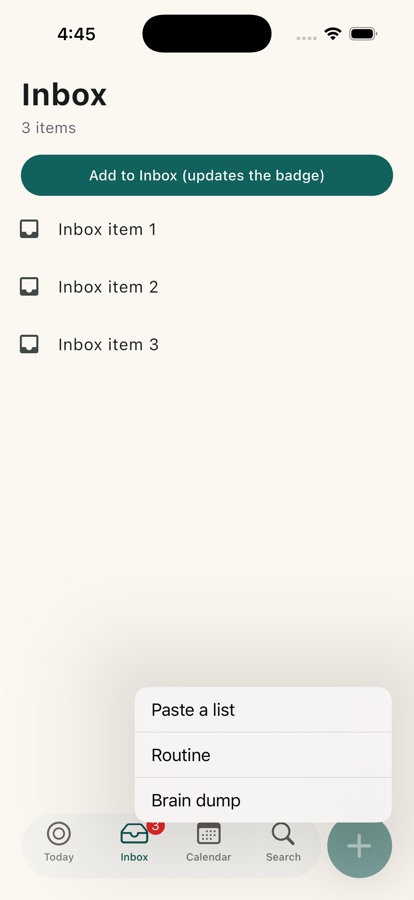 4:45
Inbox
3 items
Add to Inbox (updates the badge)
Inbox item 1
Inbox item 2
Inbox item 3
Paste a list
Routine
Brain dump
3
Today
Inbox
Calendar
Search